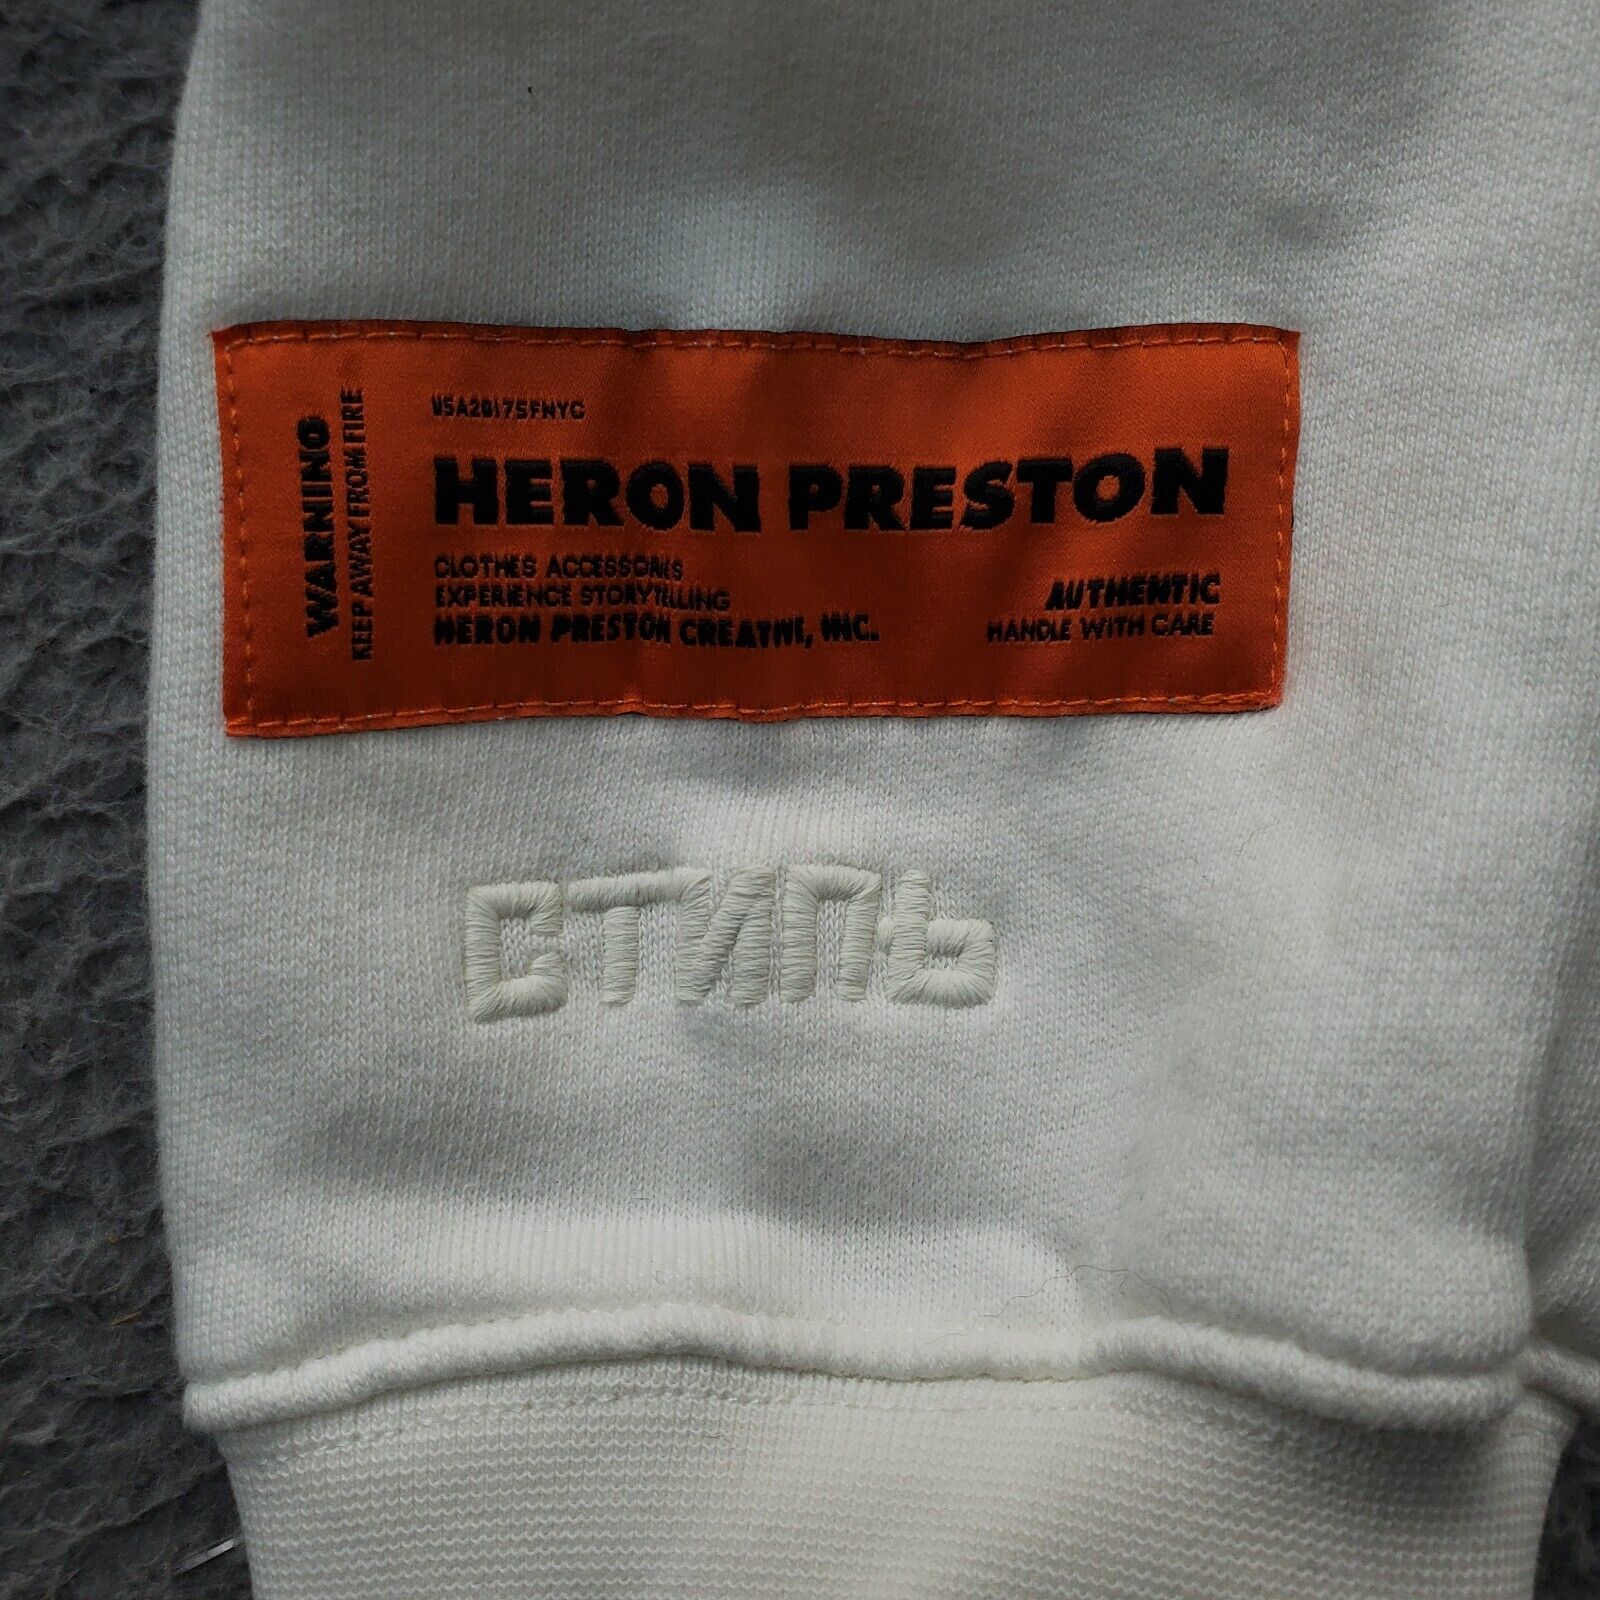 WARNING
KEEP AWAY FROM FIRE
USA2017SFNYC
HERON PRESTON
CLOTHES ACCESSORIES
EXPERIENCE STORYTELLING
HERON PRESTON CREATIVE, INC.
AUTHENTIC
HANDLE WITH CARE
СТИЛЬ